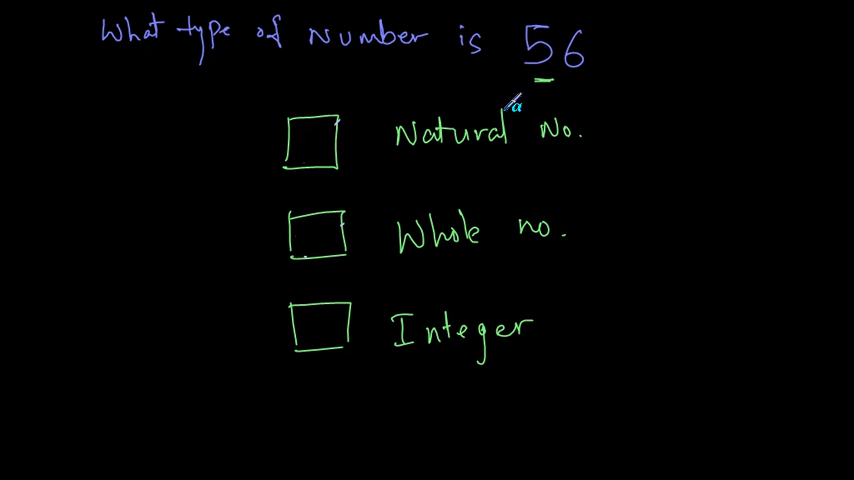 What type of Number is 56
Natural No.
Whole no.
Integer